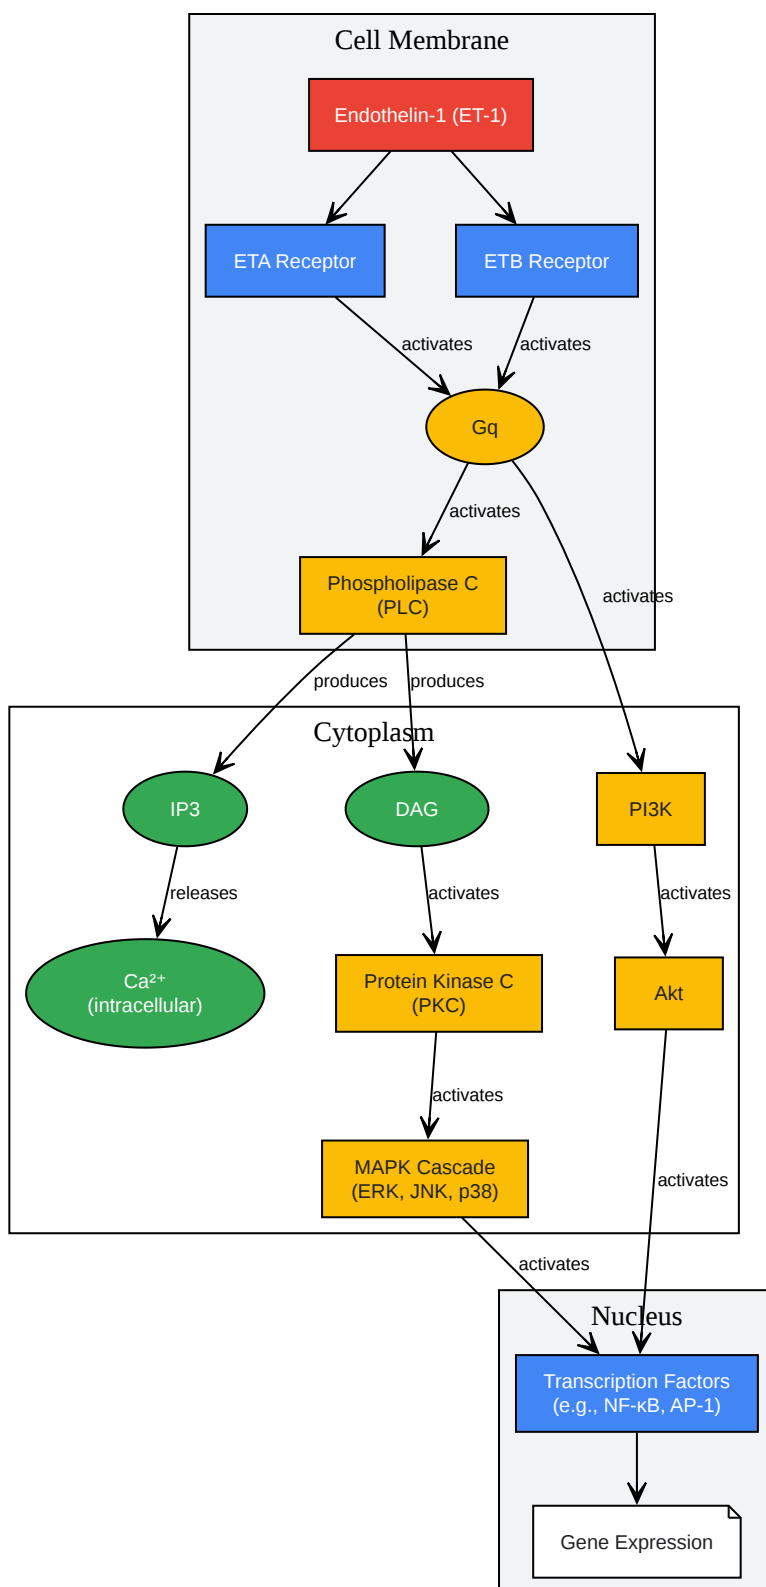 Cell Membrane
Endothelin-1 (ET-1)
ETA Receptor
ETB Receptor
activates
activates
Gq
activates
Phospholipase C
(PLC)
activates
produces
produces
Cytoplasm
IP3
DAG
PI3K
releases
activates
activates
Ca²⁺
(intracellular)
Protein Kinase C
(PKC)
Akt
activates
MAPK Cascade
(ERK, JNK, p38)
activates
activates
Nucleus
Transcription Factors
(e.g., NF-κB, AP-1)
Gene Expression